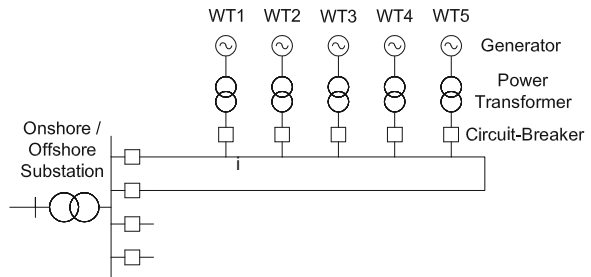 WT1 WT2 WT3 WT4 WT5
Generator
Power
Transformer
Circuit-Breaker
Onshore /
Offshore
Substation
i